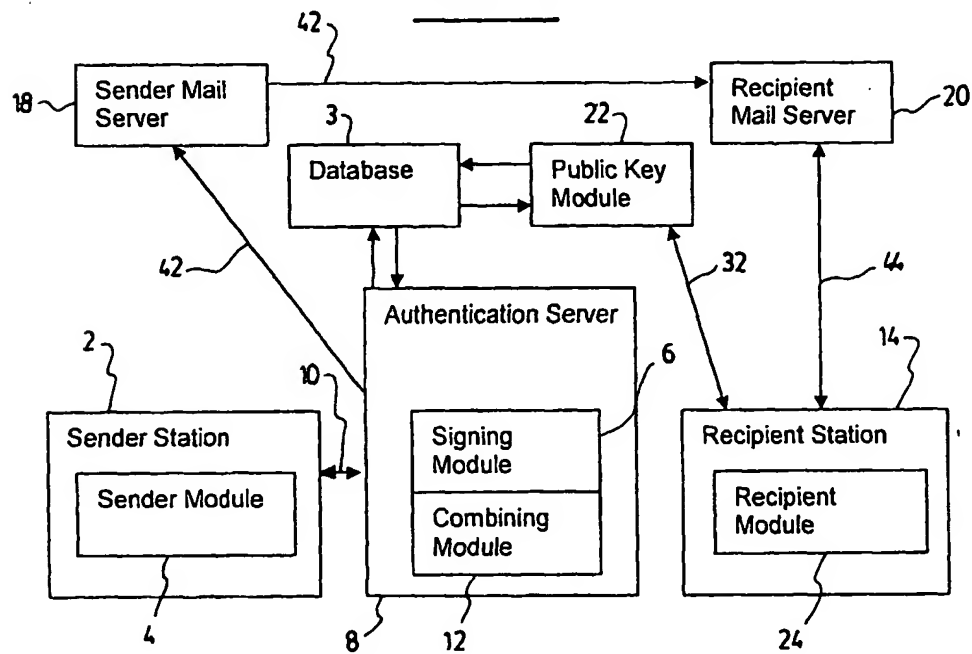 42
18
Sender Mail
Server
Recipient
Mail Server
20
3
22
Database
Public Key
Module
42
32
44
Authentication Server
2
10
6
14
Sender Station
Signing
Module
Recipient Station
Sender Module
Combining
Module
Recipient
Module
4
8
12
24